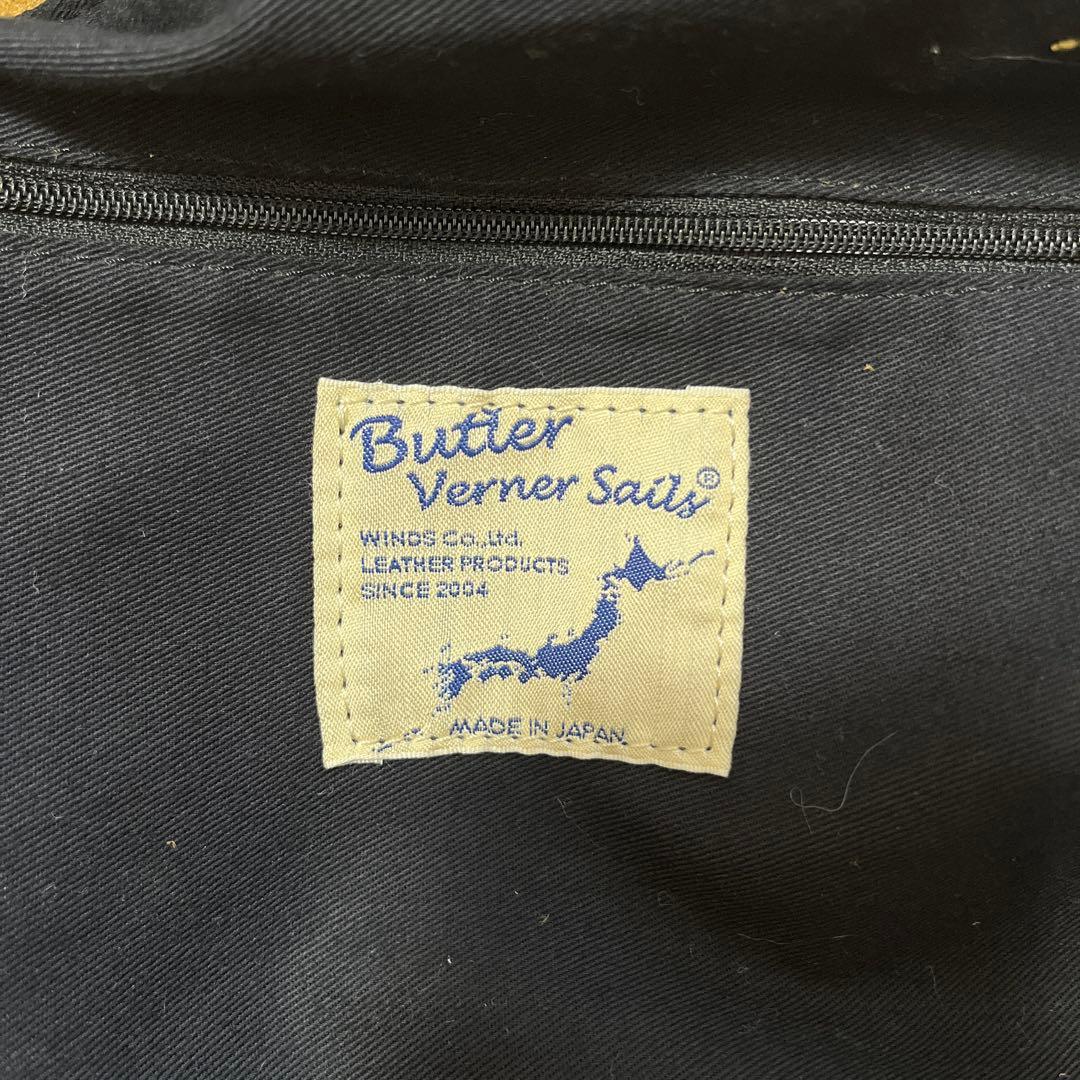 Butler
Verner Sails®
WINDS Co.,Ltd.
LEATHER PRODUCTS
SINCE 2004
MADE IN JAPAN